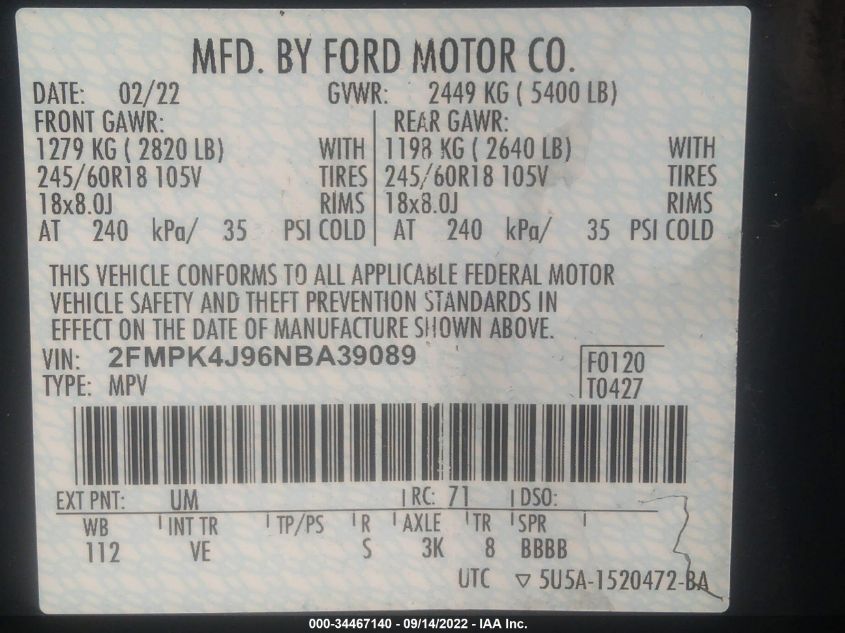 MFD. BY FORD MOTOR CO.
DATE: 02/22 GVWR: 2449 KG ( 5400 LB)
FRONT GAWR: REAR GAWR:
1279 KG ( 2820 LB) WITH 1198 KG ( 2640 LB) WITH
245/60R18 105V TIRES 245/60R18 105V TIRES
18x8.0J RIMS 18x8.0J RIMS
AT 240 kPa/ 35 PSI COLD AT 240 kPa/ 35 PSI COLD
THIS VEHICLE CONFORMS TO ALL APPLICABLE FEDERAL MOTOR
VEHICLE SAFETY AND THEFT PREVENTION STANDARDS IN
EFFECT ON THE DATE OF MANUFACTURE SHOWN ABOVE.
VIN: 2FMPK4J96NBA39089 F0120
TYPE: MPV T0427
EXT PNT: UM RC: 71 DSO:
WB INT TR TP/PS R AXLE TR SPR
112 VE S 3K 8 BBBB
UTC ▽ 5U5A-1520472-BA
000-34467140 - 09/14/2022 - IAA Inc.